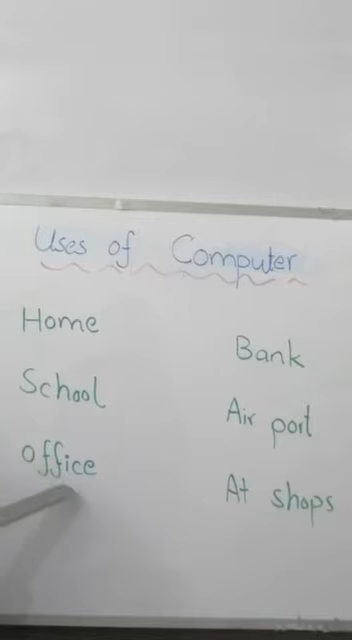 Uses of Computer
Home
School
office
Bank
Air port
At shops